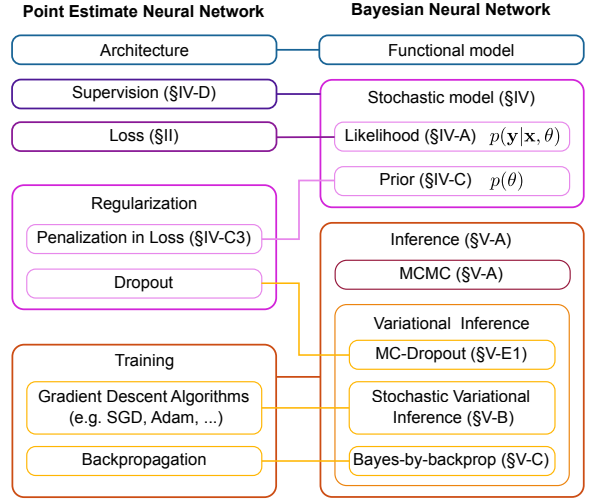 Point Estimate Neural Network
Bayesian Neural Network
Architecture
Functional model
Supervision (§IV-D)
Stochastic model (§IV)
Loss (§II)
Likelihood (§IV-A) p(y|x, θ)
Prior (§IV-C) p(θ)
Regularization
Penalization in Loss (§IV-C3)
Dropout
Inference (§V-A)
MCMC (§V-A)
Variational Inference
MC-Dropout (§V-E1)
Training
Gradient Descent Algorithms
(e.g. SGD, Adam, ...)
Stochastic Variational
Inference (§V-B)
Backpropagation
Bayes-by-backprop (§V-C)